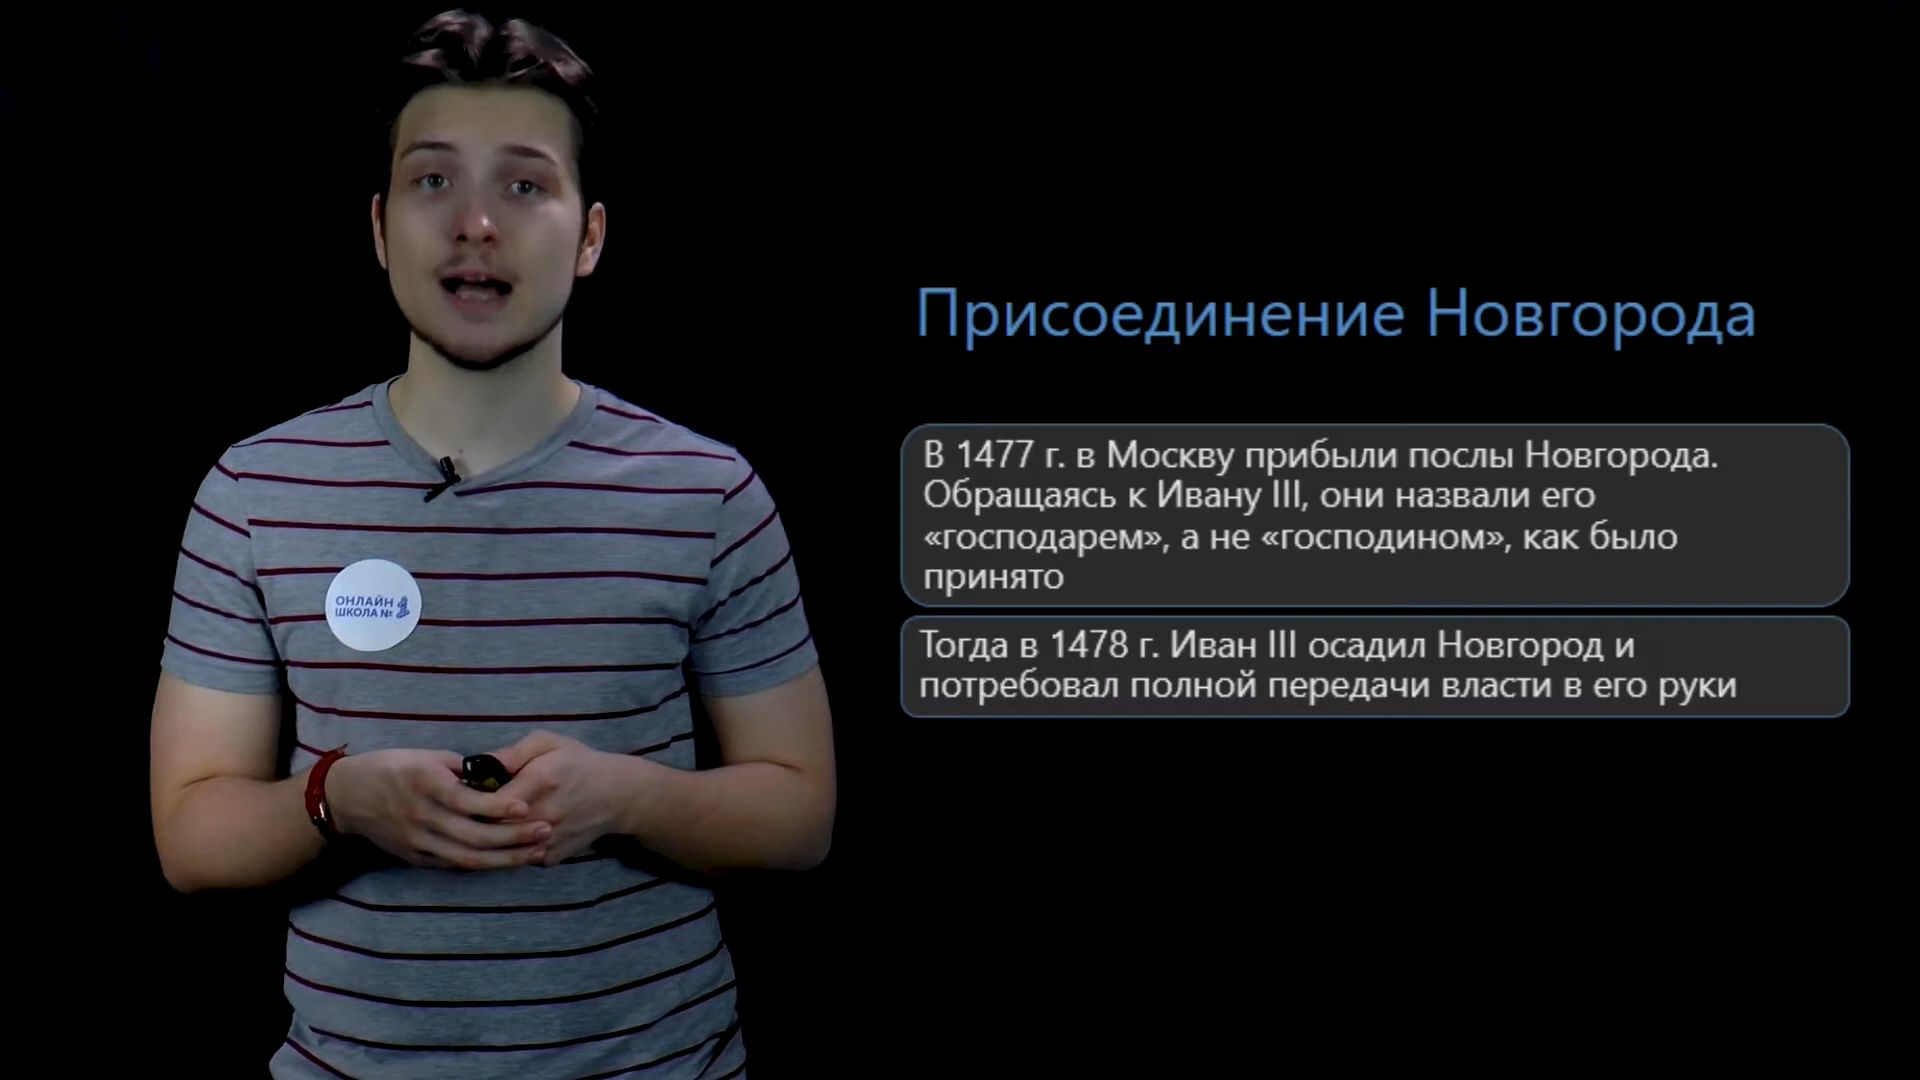 Присоединение Новгорода
В 1477 г. в Москву прибыли послы Новгорода.
Обращаясь к Ивану III, они назвали его
«господарем», а не «господином», как было
принято
Тогда в 1478 г. Иван III осадил Новгород и
потребовал полной передачи власти в его руки
ОНЛАЙН
ШКОЛА № 1